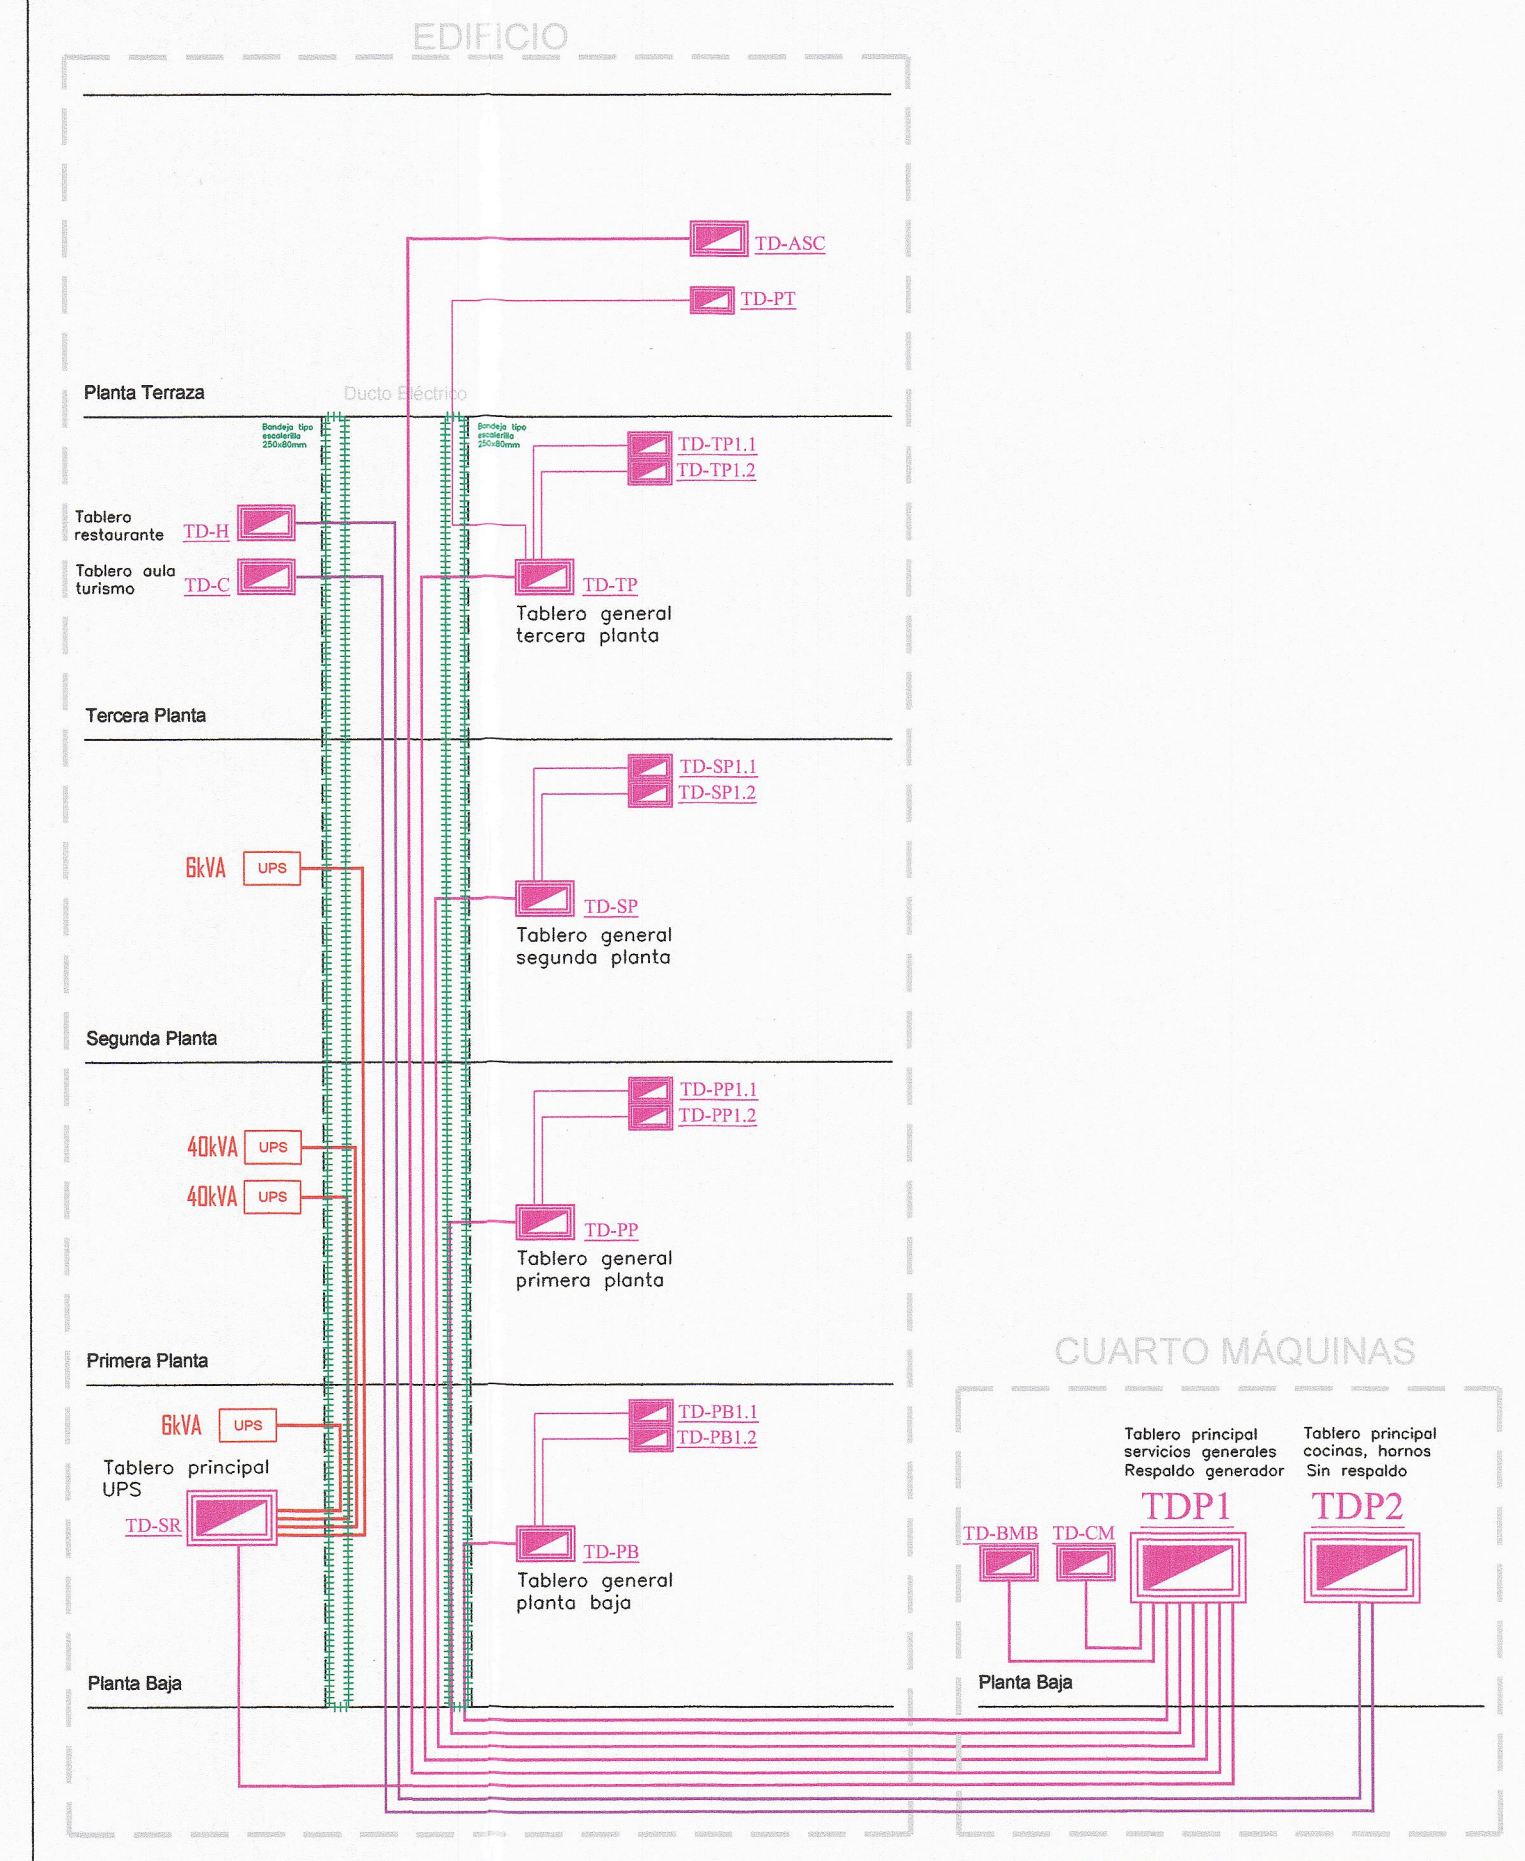 EDIFICIO
TD-ASC
TD-PT
Planta Terraza
Ducto Eléctrico
Bandeja tipo
escalerilla
250x80mm
Bandeja tipo
escalerilla
250x80mm
TD-TP1.1
TD-TP1.2
Tablero
restaurante
TD-H
Tablero aula
turismo
TD-C
TD-TP
Tablero general
tercera planta
Tercera Planta
TD-SP1.1
TD-SP1.2
6kVA
UPS
TD-SP
Tablero general
segunda planta
Segunda Planta
TD-PP1.1
TD-PP1.2
40kVA
UPS
40kVA
UPS
TD-PP
Tablero general
primera planta
Primera Planta
CUARTO MÁQUINAS
TD-PB1.1
TD-PB1.2
6kVA
UPS
Tablero principal
UPS
TD-SR
TD-PB
Tablero general
planta baja
Planta Baja
Tablero principal
servicios generales
Respaldo generador
TDP1
Tablero principal
cocinas, hornos
Sin respaldo
TDP2
TD-BMB
TD-CM
Planta Baja